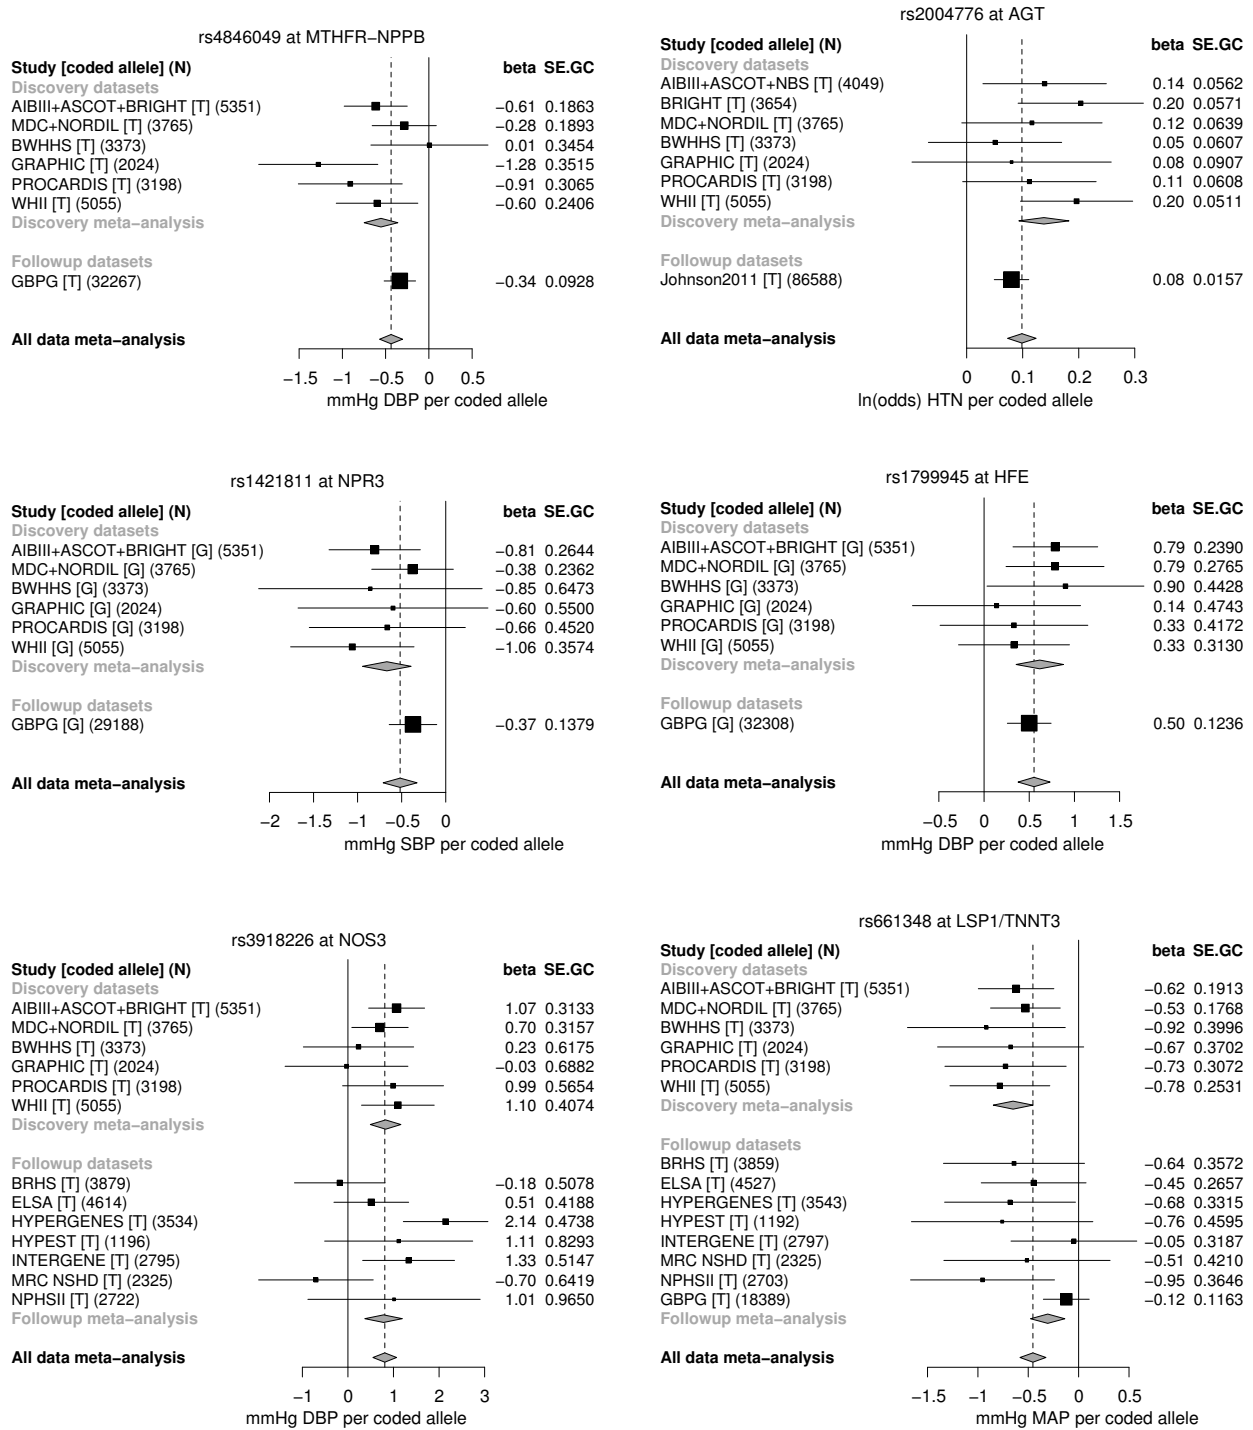 rs4846049 at MTHFR−NPPB
Study [coded allele] (N) beta SE.GC
Discovery datasets
AIBIII+ASCOT+BRIGHT [T] (5351) −0.61 0.1863
MDC+NORDIL [T] (3765) −0.28 0.1893
BWHHS [T] (3373) 0.01 0.3454
GRAPHIC [T] (2024) −1.28 0.3515
PROCARDIS [T] (3198) −0.91 0.3065
WHII [T] (5055) −0.60 0.2406
Discovery meta−analysis
Followup datasets
GBPG [T] (32267) −0.34 0.0928
All data meta−analysis
−1.5 −1 −0.5 0 0.5
mmHg DBP per coded allele
rs2004776 at AGT
Study [coded allele] (N) beta SE.GC
Discovery datasets
AIBIII+ASCOT+NBS [T] (4049) 0.14 0.0562
BRIGHT [T] (3654) 0.20 0.0571
MDC+NORDIL [T] (3765) 0.12 0.0639
BWHHS [T] (3373) 0.05 0.0607
GRAPHIC [T] (2024) 0.08 0.0907
PROCARDIS [T] (3198) 0.11 0.0608
WHII [T] (5055) 0.20 0.0511
Discovery meta−analysis
Followup datasets
Johnson2011 [T] (86588) 0.08 0.0157
All data meta−analysis
0 0.1 0.2 0.3
ln(odds) HTN per coded allele
rs1421811 at NPR3
Study [coded allele] (N) beta SE.GC
Discovery datasets
AIBIII+ASCOT+BRIGHT [G] (5351) −0.81 0.2644
MDC+NORDIL [G] (3765) −0.38 0.2362
BWHHS [G] (3373) −0.85 0.6473
GRAPHIC [G] (2024) −0.60 0.5500
PROCARDIS [G] (3198) −0.66 0.4520
WHII [G] (5055) −1.06 0.3574
Discovery meta−analysis
Followup datasets
GBPG [G] (29188) −0.37 0.1379
All data meta−analysis
−2 −1.5 −1 −0.5 0
mmHg SBP per coded allele
rs1799945 at HFE
Study [coded allele] (N) beta SE.GC
Discovery datasets
AIBIII+ASCOT+BRIGHT [G] (5351) 0.79 0.2390
MDC+NORDIL [G] (3765) 0.79 0.2765
BWHHS [G] (3373) 0.90 0.4428
GRAPHIC [G] (2024) 0.14 0.4743
PROCARDIS [G] (3198) 0.33 0.4172
WHII [G] (5055) 0.33 0.3130
Discovery meta−analysis
Followup datasets
GBPG [G] (32308) 0.50 0.1236
All data meta−analysis
−0.5 0 0.5 1 1.5
mmHg DBP per coded allele
rs3918226 at NOS3
Study [coded allele] (N) beta SE.GC
Discovery datasets
AIBIII+ASCOT+BRIGHT [T] (5351) 1.07 0.3133
MDC+NORDIL [T] (3765) 0.70 0.3157
BWHHS [T] (3373) 0.23 0.6175
GRAPHIC [T] (2024) −0.03 0.6882
PROCARDIS [T] (3198) 0.99 0.5654
WHII [T] (5055) 1.10 0.4074
Discovery meta−analysis
Followup datasets
BRHS [T] (3879) −0.18 0.5078
ELSA [T] (4614) 0.51 0.4188
HYPERGENES [T] (3534) 2.14 0.4738
HYPEST [T] (1196) 1.11 0.8293
INTERGENE [T] (2795) 1.33 0.5147
MRC NSHD [T] (2325) −0.70 0.6419
NPHSII [T] (2722) 1.01 0.9650
Followup meta−analysis
All data meta−analysis
−1 0 1 2 3
mmHg DBP per coded allele
rs661348 at LSP1/TNNT3
Study [coded allele] (N) beta SE.GC
Discovery datasets
AIBIII+ASCOT+BRIGHT [T] (5351) −0.62 0.1913
MDC+NORDIL [T] (3765) −0.53 0.1768
BWHHS [T] (3373) −0.92 0.3996
GRAPHIC [T] (2024) −0.67 0.3702
PROCARDIS [T] (3198) −0.73 0.3072
WHII [T] (5055) −0.78 0.2531
Discovery meta−analysis
Followup datasets
BRHS [T] (3859) −0.64 0.3572
ELSA [T] (4527) −0.45 0.2657
HYPERGENES [T] (3543) −0.68 0.3315
HYPEST [T] (1192) −0.76 0.4595
INTERGENE [T] (2797) −0.05 0.3187
MRC NSHD [T] (2325) −0.51 0.4210
NPHSII [T] (2703) −0.95 0.3646
GBPG [T] (18389) −0.12 0.1163
Followup meta−analysis
All data meta−analysis
−1.5 −1 −0.5 0 0.5
mmHg MAP per coded allele